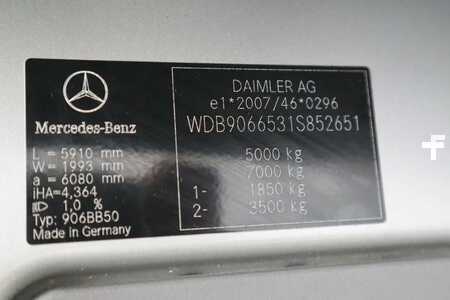 Mercedes-Benz
L = 5910 mm
W = 1993 mm
a = 6080 mm
iHA=4,364
1,0 %
Typ: 906BB50
Made in Germany
DAIMLER AG
e1*2007/46*0296
WDB9066531S852651
5000 kg
7000 kg
1- 1850 kg
2- 3500 kg
f